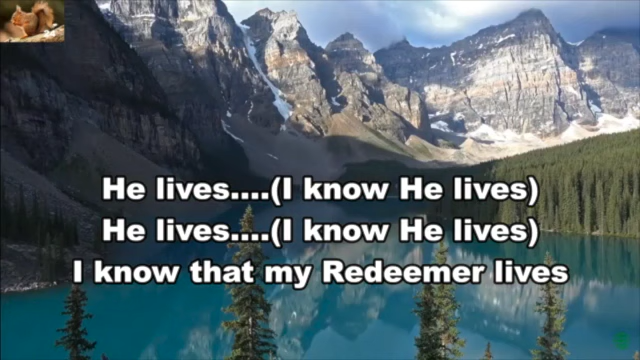 He lives....(I know He lives)
He lives....(I know He lives)
I know that my Redeemer lives